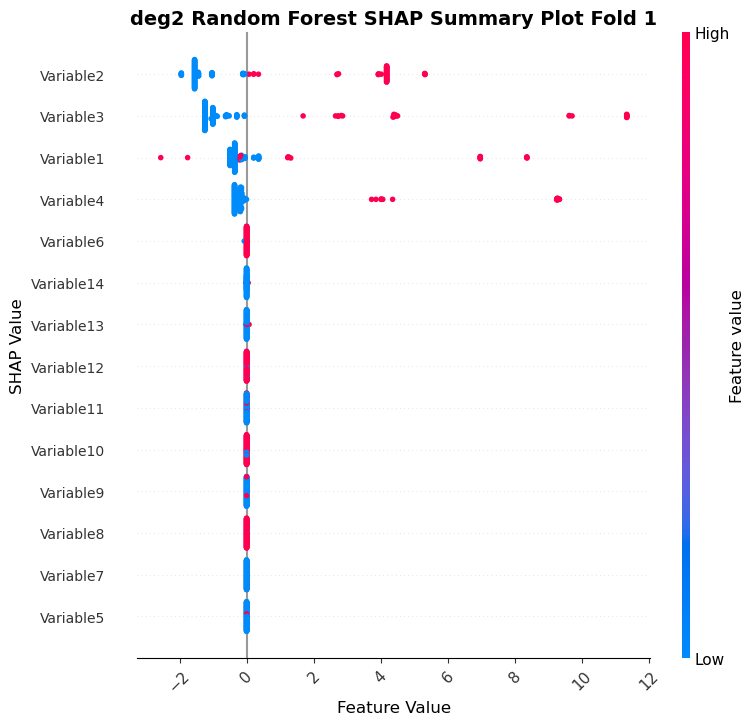 deg2 Random Forest SHAP Summary Plot Fold 1
High
Variable2
Variable3
Variable1
Variable4
Variable6
Variable14
Variable13
Variable12
Variable11
Variable10
Variable9
Variable8
Variable7
Variable5
SHAP Value
Feature value
Low
−2 0 2 4 6 8 10 12
Feature Value